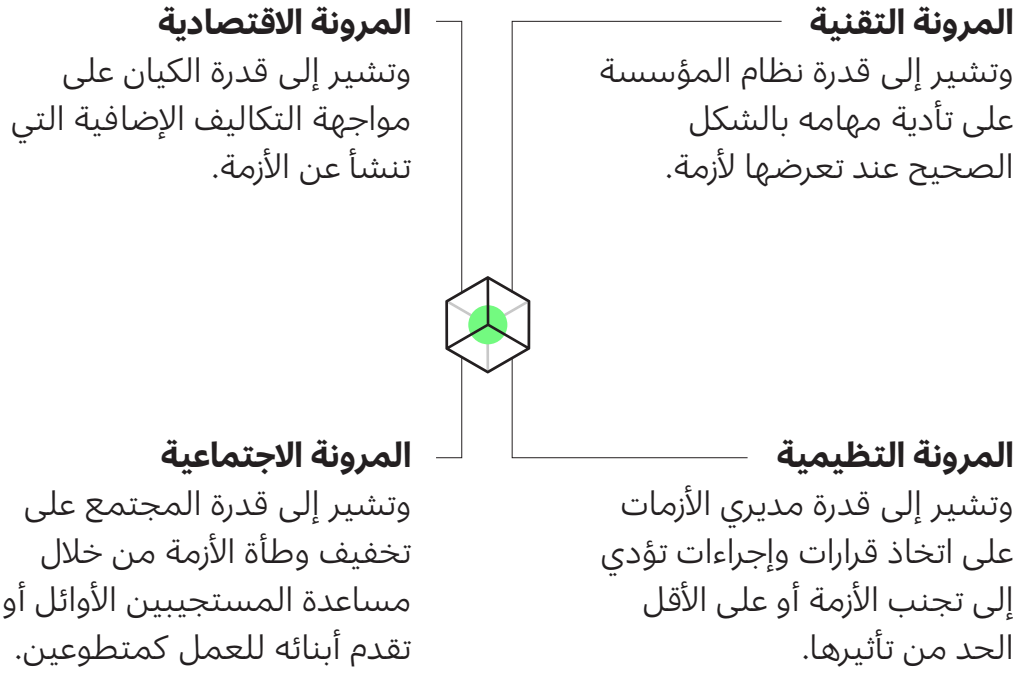 المرونة التقنية
وتشير إلى قدرة نظام المؤسسة
على تأدية مهامه بالشكل
الصحيح عند تعرضها لأزمة.
المرونة الاقتصادية
وتشير إلى قدرة الكيان على
مواجهة التكاليف الإضافية التي
تنشأ عن الأزمة.
المرونة التظيمية
وتشير إلى قدرة مديري الأزمات
على اتخاذ قرارات وإجراءات تؤدي
إلى تجنب الأزمة أو على الأقل
الحد من تأثيرها.
المرونة الاجتماعية
وتشير إلى قدرة المجتمع على
تخفيف وطأة الأزمة من خلال
مساعدة المستجيبين الأوائل أو
تقدم أبنائه للعمل كمتطوعين.